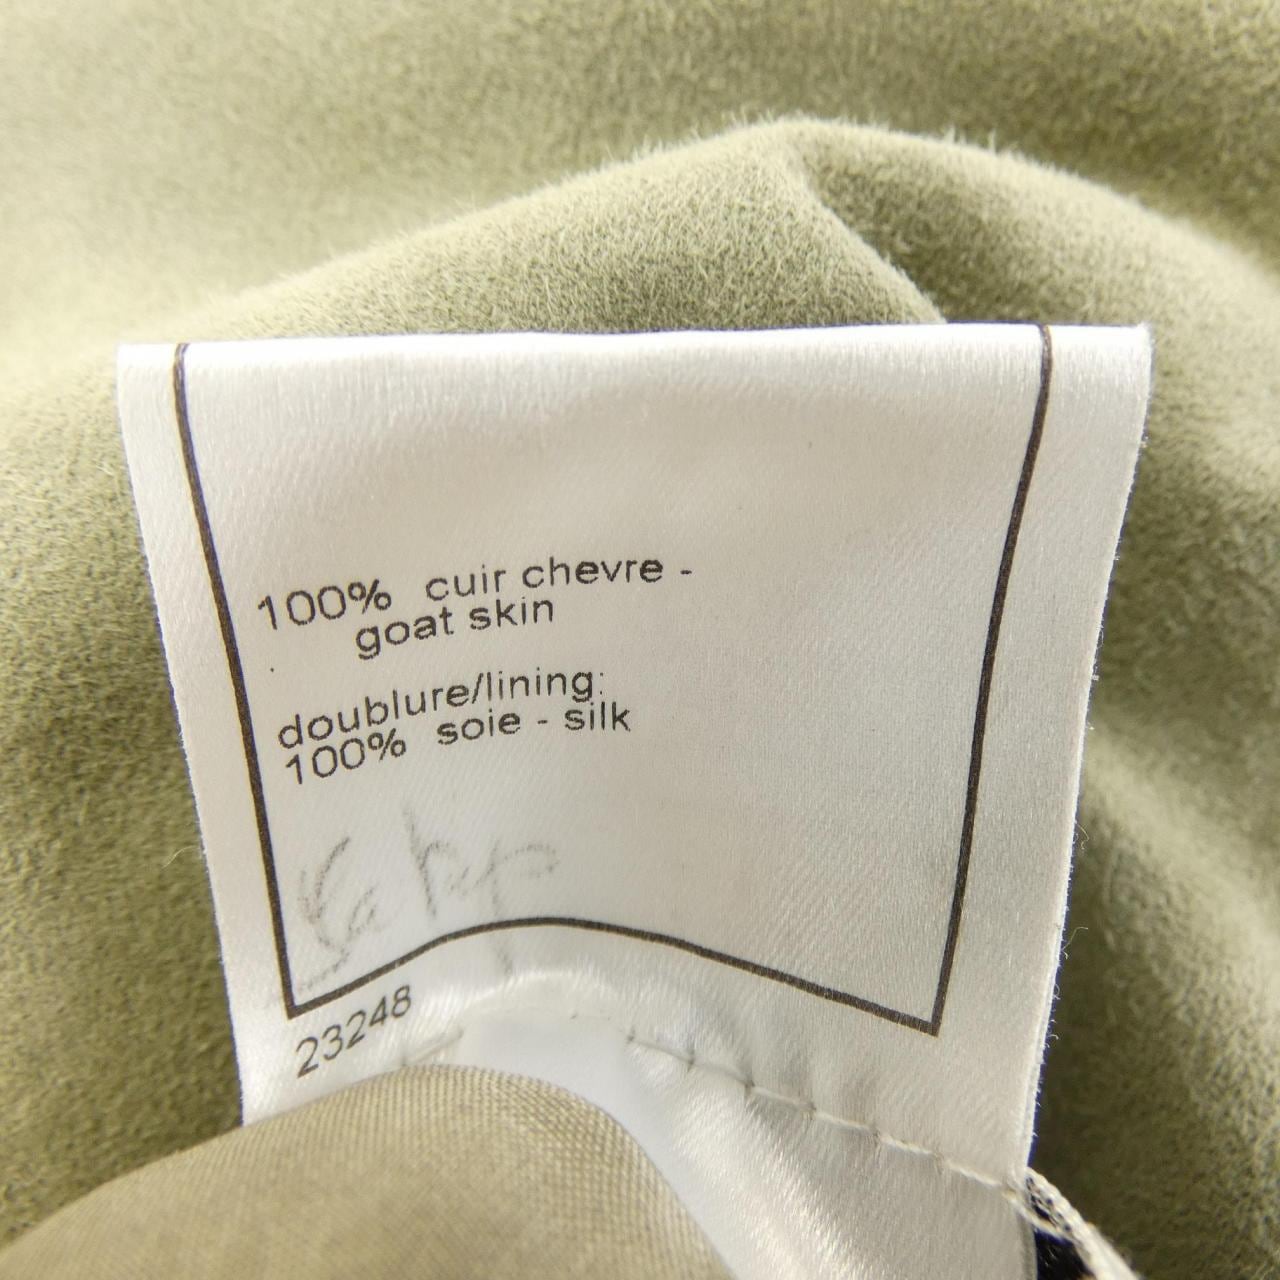 100% cuir chevre -
goat skin
doublure/lining:
100% soie - silk
23248